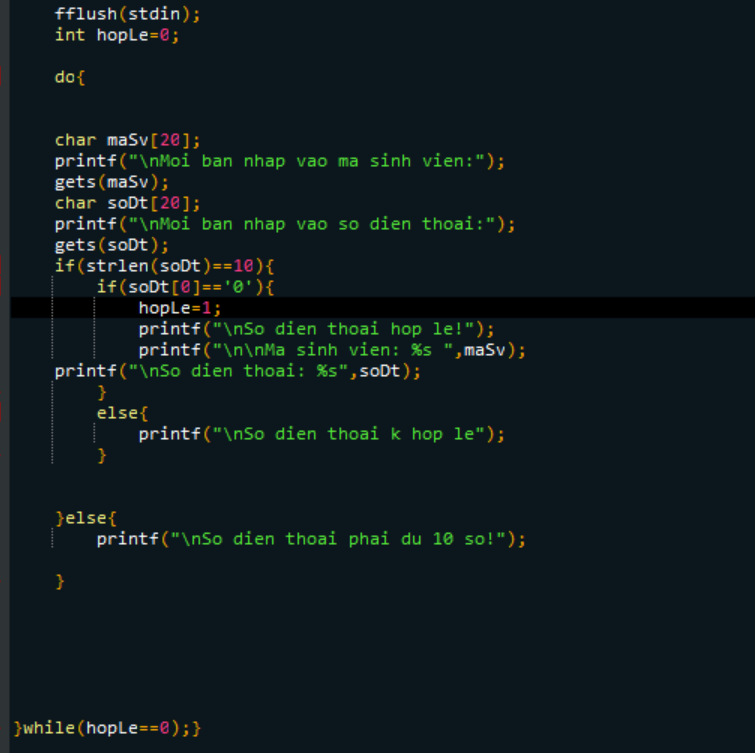 fflush(stdin);
int hopLe=0;
do{
char maSv[20];
printf("\nMoi ban nhap vao ma sinh vien:");
gets(maSv);
char soDt[20];
printf("\nMoi ban nhap vao so dien thoai:");
gets(soDt);
if(strlen(soDt)==10){
if(soDt[0]=='0'){
hopLe=1;
printf("\nSo dien thoai hop le!");
printf("\n\nMa sinh vien: %s ",maSv);
printf("\nSo dien thoai: %s",soDt);
}
else{
printf("\nSo dien thoai k hop le");
}
}else{
printf("\nSo dien thoai phai du 10 so!");
}
}while(hopLe==0);}